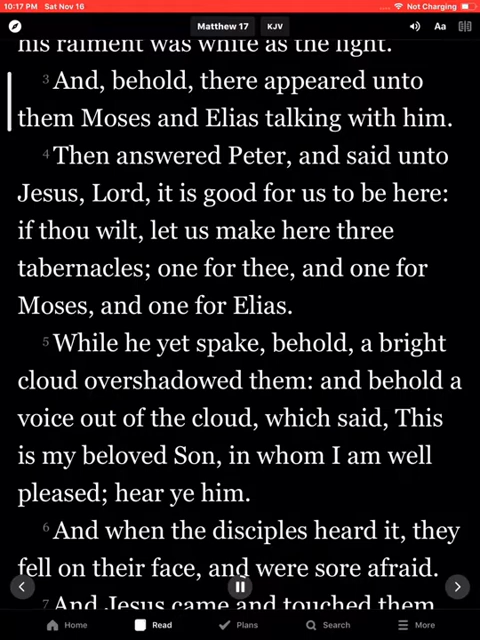 10:17 PM Sat Nov 16 Not Charging
Matthew 17 KJV Aa
his raiment was white as the light.
3 And, behold, there appeared unto
them Moses and Elias talking with him.
4 Then answered Peter, and said unto
Jesus, Lord, it is good for us to be here:
if thou wilt, let us make here three
tabernacles; one for thee, and one for
Moses, and one for Elias.
5 While he yet spake, behold, a bright
cloud overshadowed them: and behold a
voice out of the cloud, which said, This
is my beloved Son, in whom I am well
pleased; hear ye him.
6 And when the disciples heard it, they
fell on their face, and were sore afraid.
7 And Jesus came and touched them
Home Read Plans Search More